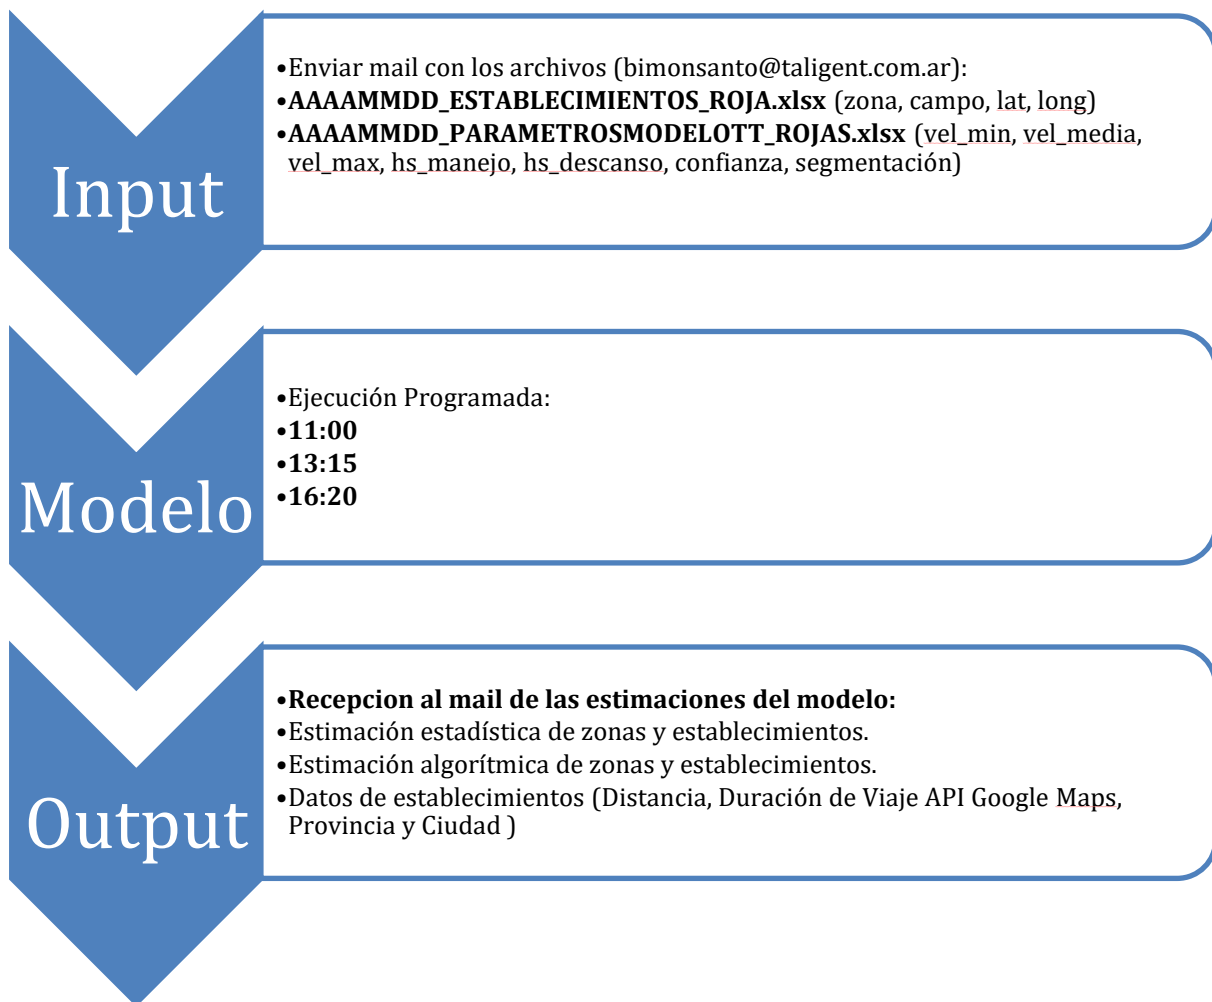 Input
•Enviar mail con los archivos (bimonsanto@taligent.com.ar):
•AAAAMMDD_ESTABLECIMIENTOS_ROJA.xlsx (zona, campo, lat, long)
•AAAAMMDD_PARAMETROSMODELOTT_ROJAS.xlsx (vel_min, vel_media,
vel_max, hs_manejo, hs_descanso, confianza, segmentación)
Modelo
•Ejecución Programada:
•11:00
•13:15
•16:20
Output
•Recepcion al mail de las estimaciones del modelo:
•Estimación estadística de zonas y establecimientos.
•Estimación algorítmica de zonas y establecimientos.
•Datos de establecimientos (Distancia, Duración de Viaje API Google Maps,
Provincia y Ciudad )